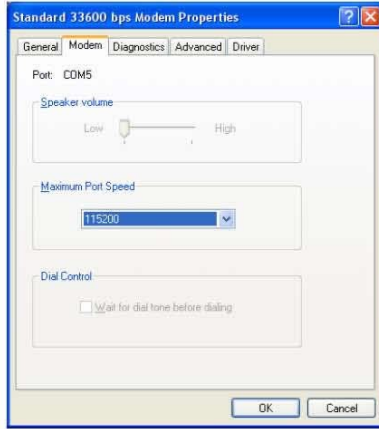 Standard 33600 bps Modem Properties
General Modem Diagnostics Advanced Driver
Port: COM5
Speaker volume
Low High
Maximum Port Speed
115200
Dial Control
Wait for dial tone before dialing
OK Cancel